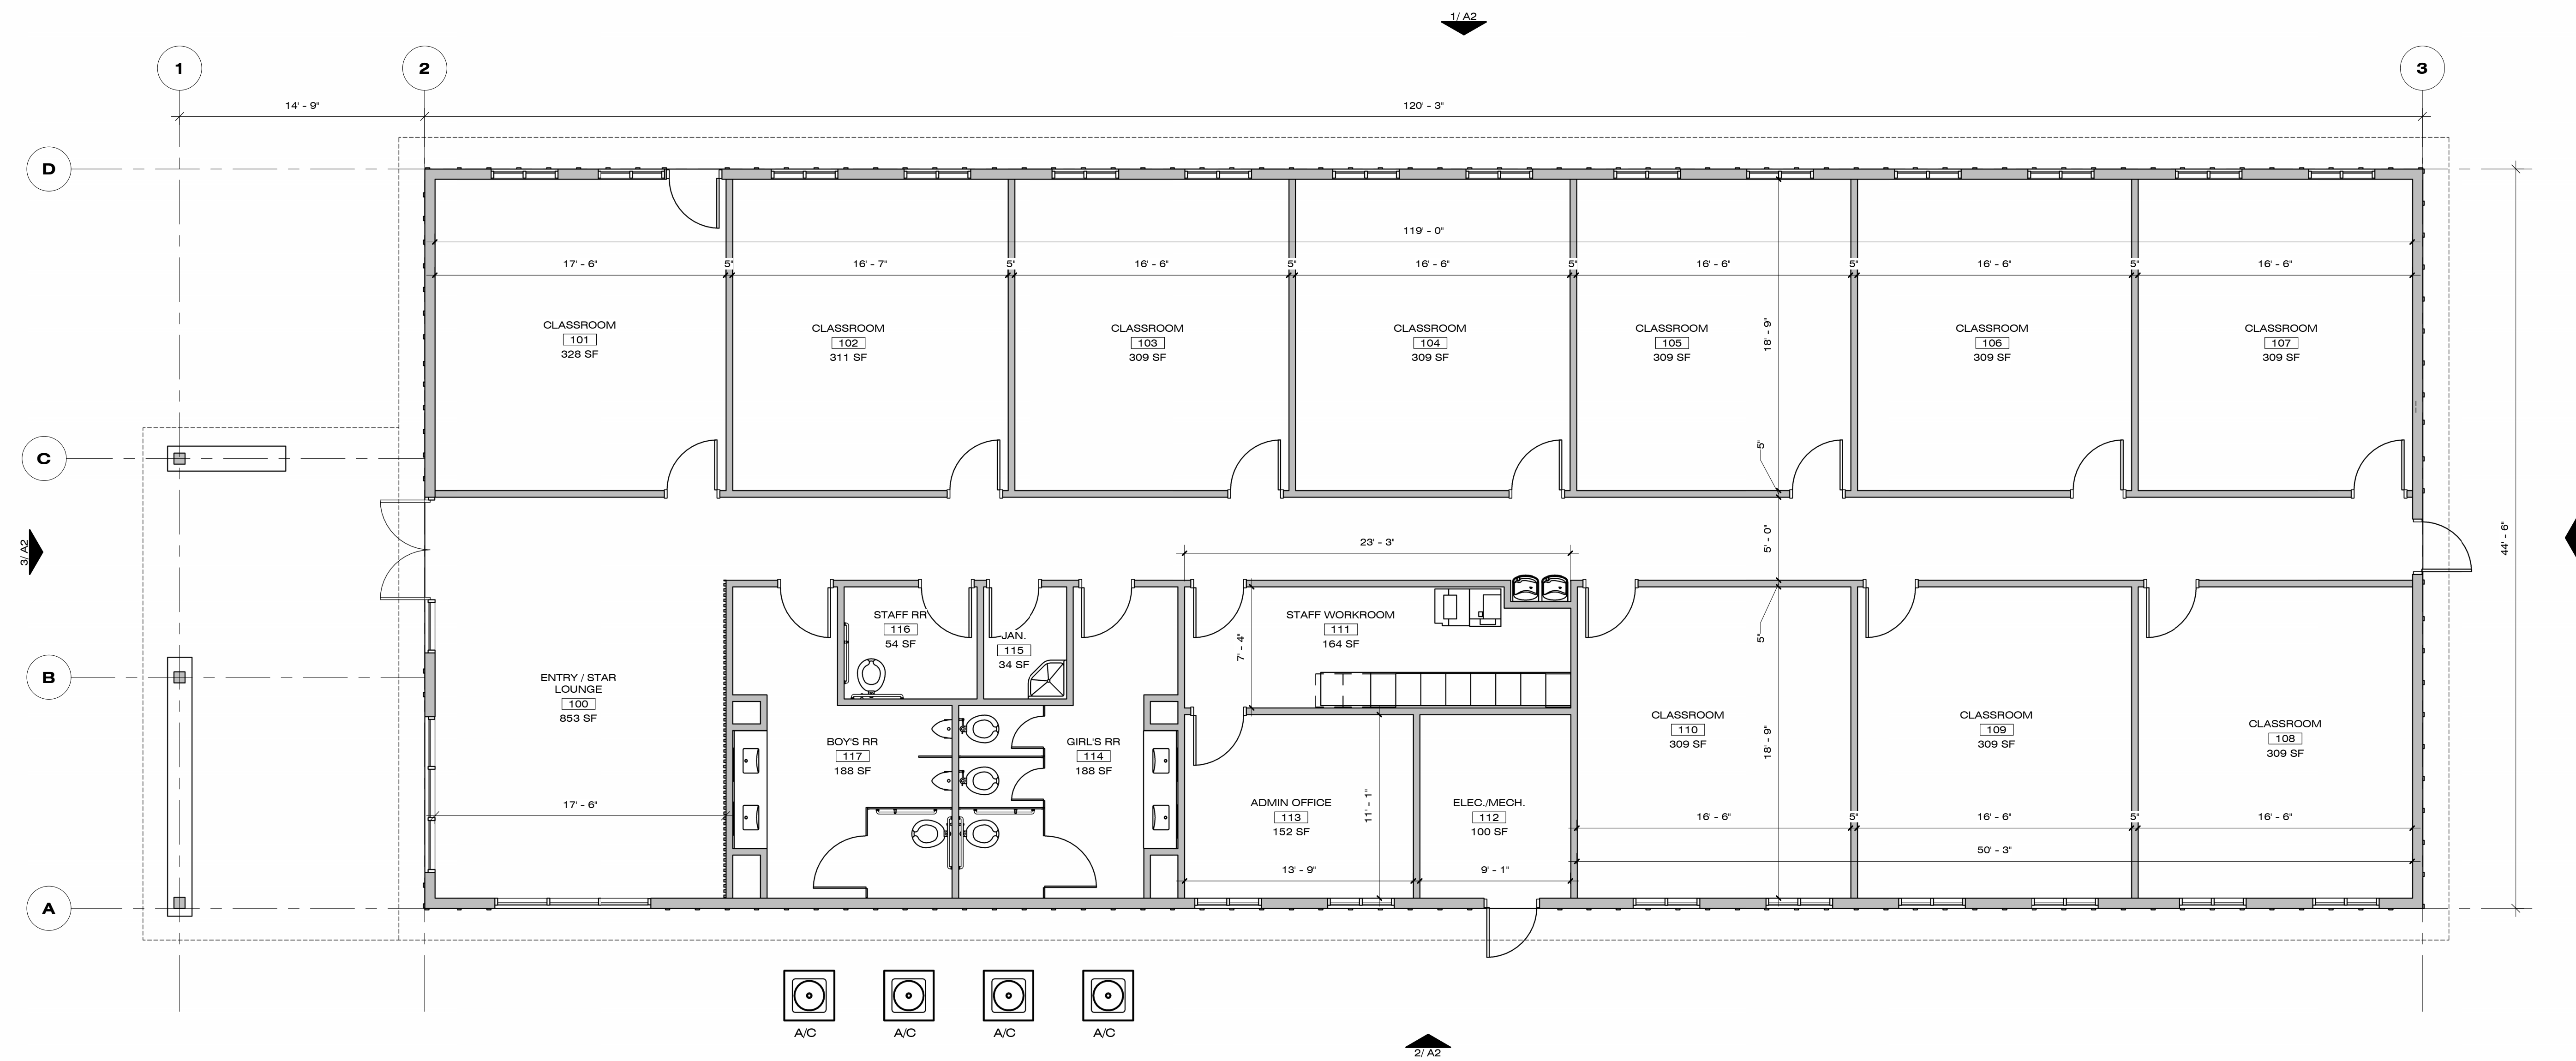 1/ A2
1
2
3
14' - 9"
120' - 3"
D
119' - 0"
17' - 6"
5"
16' - 7"
5"
16' - 6"
5"
16' - 6"
5"
16' - 6"
5"
16' - 6"
5"
16' - 6"
CLASSROOM
101
328 SF
CLASSROOM
102
311 SF
CLASSROOM
103
309 SF
CLASSROOM
104
309 SF
CLASSROOM
105
309 SF
18' - 9"
CLASSROOM
106
309 SF
CLASSROOM
107
309 SF
C
5"
3/ A2
23' - 3"
5' - 0"
44' - 6"
STAFF RR
116
54 SF
JAN.
115
34 SF
7' - 4"
STAFF WORKROOM
111
164 SF
5"
B
ENTRY / STAR
LOUNGE
100
853 SF
BOY'S RR
117
188 SF
GIRL'S RR
114
188 SF
CLASSROOM
110
309 SF
18' - 9"
CLASSROOM
109
309 SF
CLASSROOM
108
309 SF
17' - 6"
ADMIN OFFICE
113
152 SF
11' - 1"
ELEC./MECH.
112
100 SF
16' - 6"
5"
16' - 6"
5"
16' - 6"
50' - 3"
13' - 9"
9' - 1"
A
A/C
A/C
A/C
A/C
2/ A2